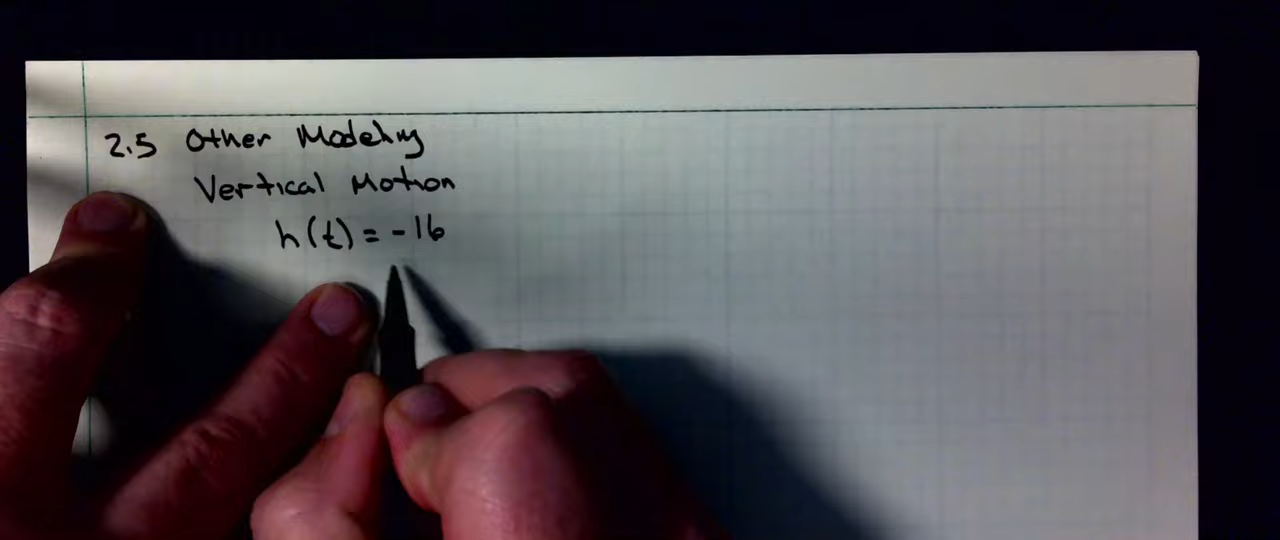 2.5 Other Modeling
Vertical Motion
h(t) = -16